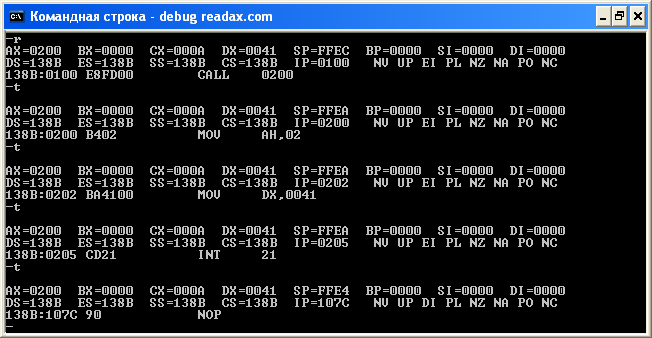 Командная строка - debug readax.com
-r
AX=0200  BX=0000  CX=000A  DX=0041  SP=FFEC  BP=0000  SI=0000  DI=0000
DS=138B  ES=138B  SS=138B  CS=138B  IP=0100   NV UP EI PL NZ NA PO NC
138B:0100 E8FD00        CALL    0200
-t
AX=0200  BX=0000  CX=000A  DX=0041  SP=FFEA  BP=0000  SI=0000  DI=0000
DS=138B  ES=138B  SS=138B  CS=138B  IP=0200   NV UP EI PL NZ NA PO NC
138B:0200 B402          MOV     AH,02
-t
AX=0200  BX=0000  CX=000A  DX=0041  SP=FFEA  BP=0000  SI=0000  DI=0000
DS=138B  ES=138B  SS=138B  CS=138B  IP=0202   NV UP EI PL NZ NA PO NC
138B:0202 BA4100        MOV     DX,0041
-t
AX=0200  BX=0000  CX=000A  DX=0041  SP=FFEA  BP=0000  SI=0000  DI=0000
DS=138B  ES=138B  SS=138B  CS=138B  IP=0205   NV UP EI PL NZ NA PO NC
138B:0205 CD21          INT     21
-t
AX=0200  BX=0000  CX=000A  DX=0041  SP=FFE4  BP=0000  SI=0000  DI=0000
DS=138B  ES=138B  SS=138B  CS=138B  IP=107C   NV UP DI PL NZ NA PO NC
138B:107C 90            NOP
-